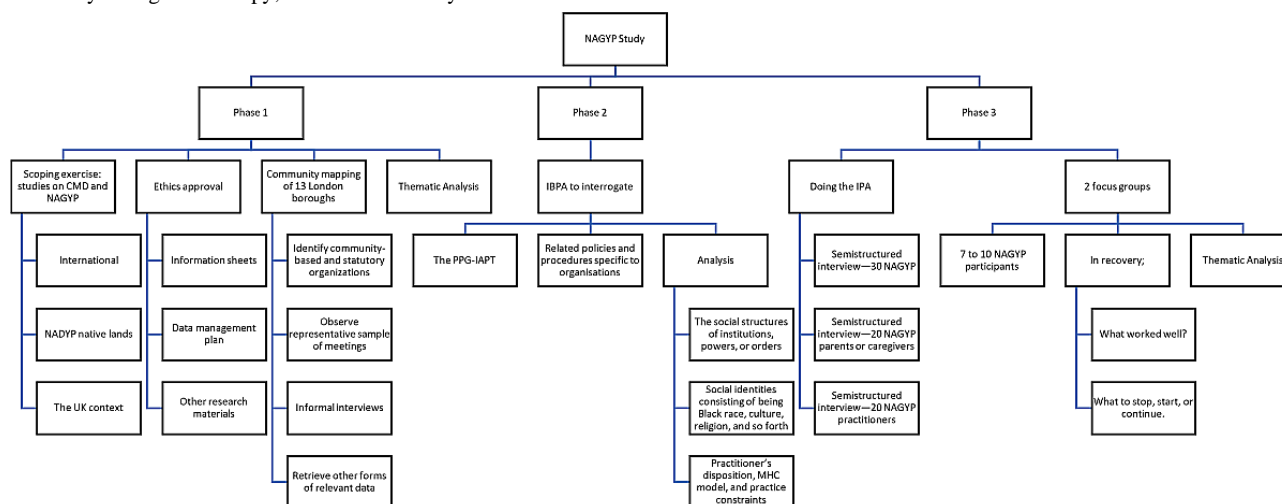 NAGYP Study
Phase 1
Phase 2
Phase 3
Scoping exercise:
studies on CMD and
NAGYP
Ethics approval
Community mapping
of 13 London
boroughs
Thematic Analysis
IBPA to interrogate
Doing the IPA
2 focus groups
International
NADYP native lands
The UK context
Information sheets
Data management
plan
Other research
materials
Identify community-
based and statutory
organizations
Observe
representative sample
of meetings
Informal Interviews
Retrieve other forms
of relevant data
The PPG-IAPT
Related policies and
procedures specific to
organisations
Analysis
The social structures
of institutions,
powers, or orders
Social identities
consisting of being
Black race, culture,
religion, and so forth
Practitioner's
disposition, MHC
model, and practice
constraints
Semistructured
interview—30 NAGYP
Semistructured
interview—20 NAGYP
parents or caregivers
Semistructured
interview—20 NAGYP
practitioners
7 to 10 NAGYP
participants
In recovery;
Thematic Analysis
What worked well?
What to stop, start, or
continue.